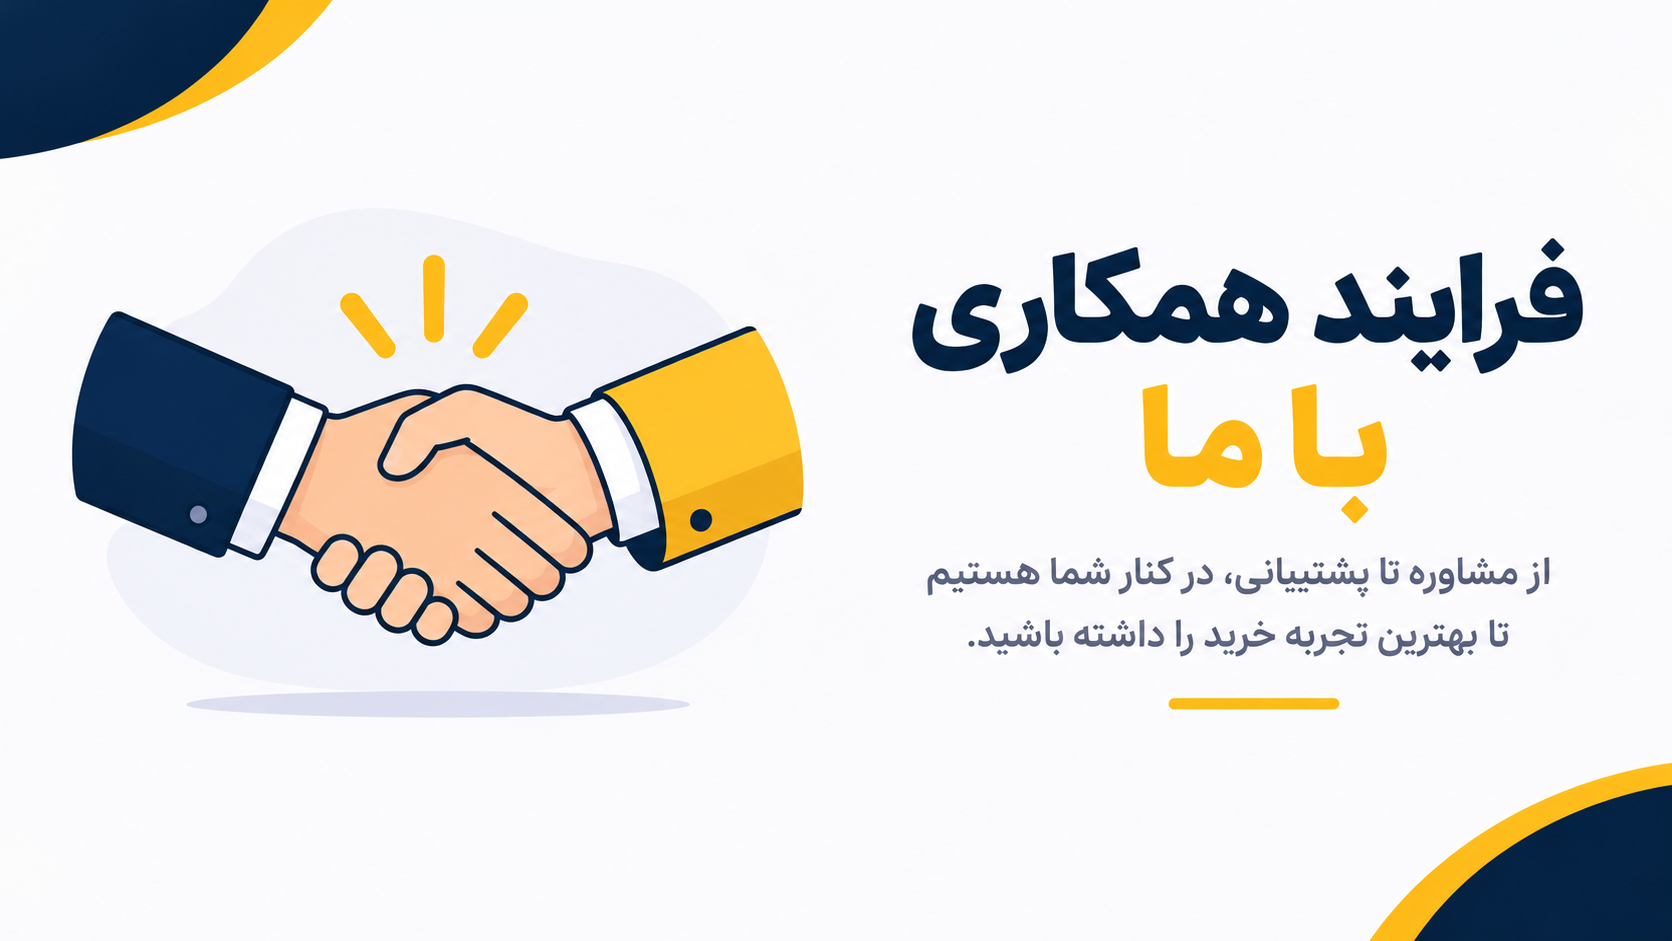 فرایند همکاری
با ما
از مشاوره تا پشتیبانی، در کنار شما هستیم
تا بهترین تجربه خرید را داشته باشید.